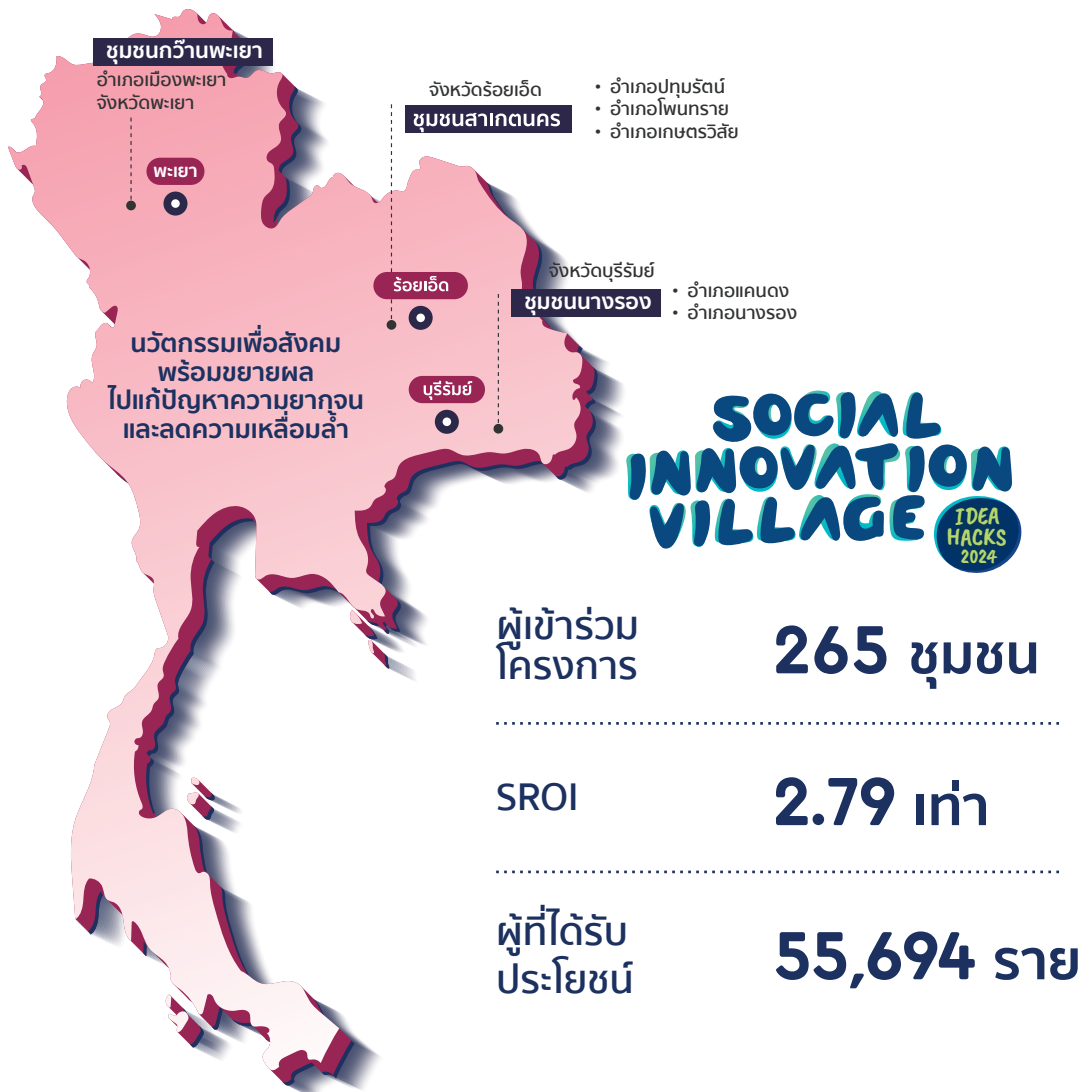 ชุมชนกว๊านพะเยา
อำเภอเมืองพะเยา
จังหวัดพะเยา
พะเยา
จังหวัดร้อยเอ็ด
ชุมชนสาเกตนคร
• อำเภอปทุมรัตน์
• อำเภอโพนทราย
• อำเภอเกษตรวิสัย
ร้อยเอ็ด
จังหวัดบุรีรัมย์
ชุมชนนางรอง
• อำเภอแคนดง
• อำเภอนางรอง
บุรีรัมย์
นวัตกรรมเพื่อสังคม
พร้อมขยายผล
ไปแก้ปัญหาความยากจน
และลดความเหลื่อมล้ำ
SOCIAL
INNOVATION
VILLAGE
IDEA
HACKS
2024
ผู้เข้าร่วม
โครงการ
265 ชุมชน
SROI
2.79 เท่า
ผู้ที่ได้รับ
ประโยชน์
55,694 ราย